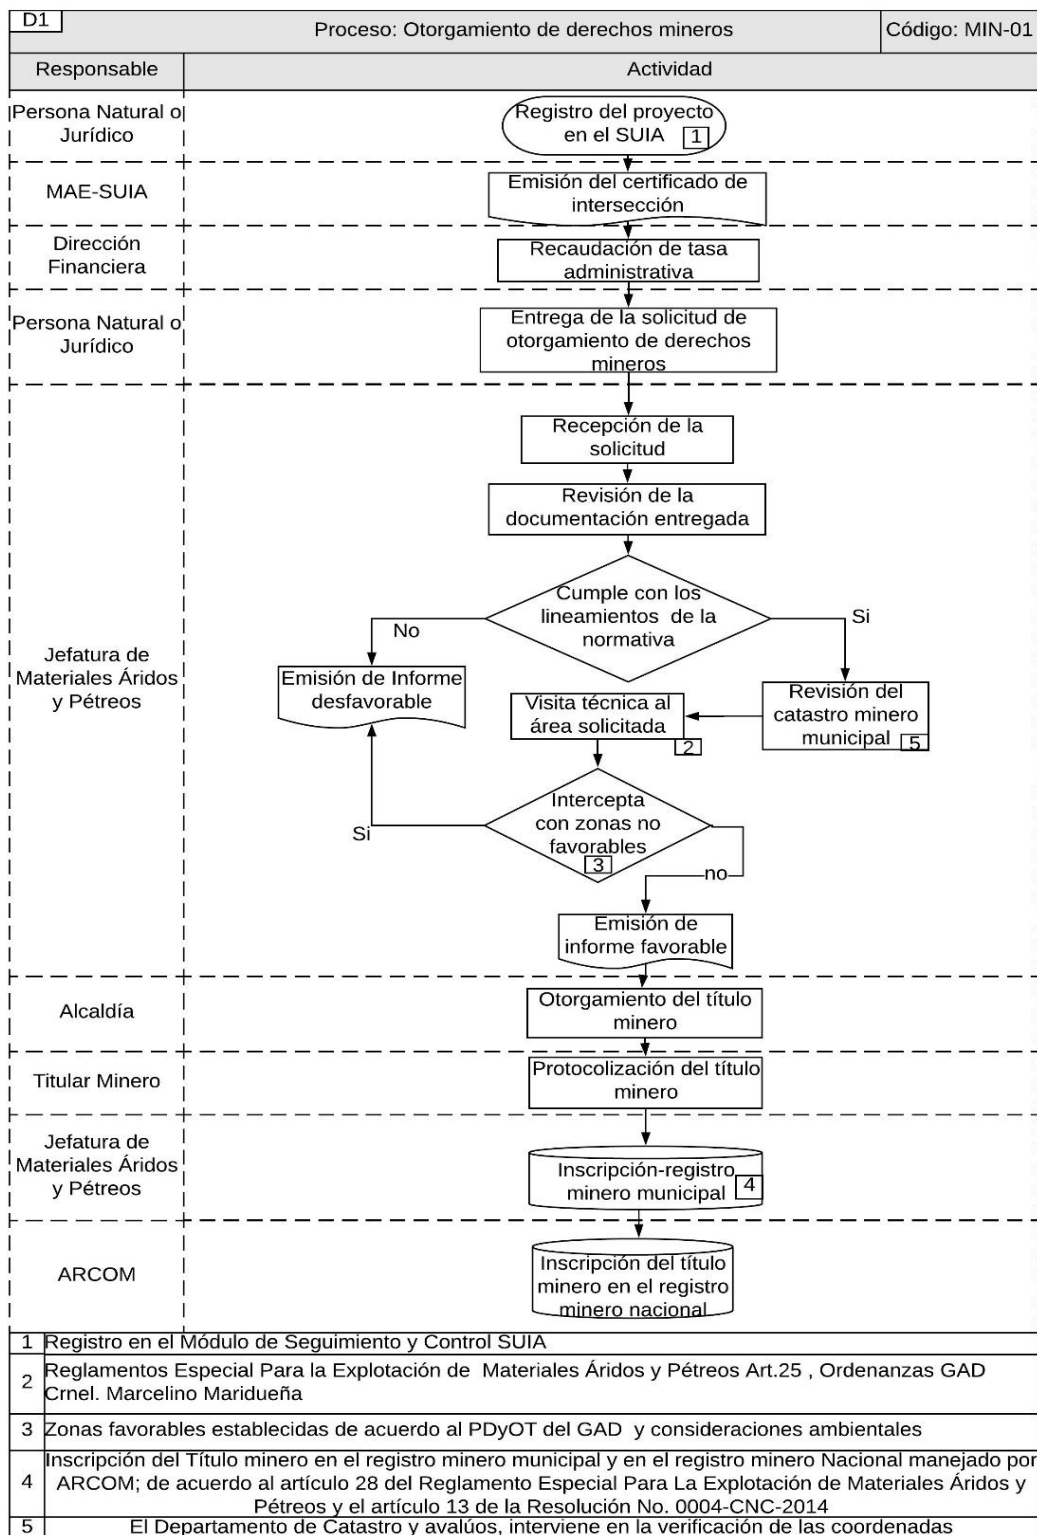 D1
Proceso: Otorgamiento de derechos mineros
Código: MIN-01
Responsable
Actividad
Persona Natural o
Jurídico
Registro del proyecto
en el SUIA
1
MAE-SUIA
Emisión del certificado de
intersección
Dirección
Financiera
Recaudación de tasa
administrativa
Persona Natural o
Jurídico
Entrega de la solicitud de
otorgamiento de derechos
mineros
Jefatura de
Materiales Áridos
y Pétreos
Recepción de la
solicitud
Revisión de la
documentación entregada
Cumple con los
lineamientos de la
normativa
No
Si
Emisión de Informe
desfavorable
Revisión del
catastro minero
municipal
5
Visita técnica al
área solicitada
2
Intercepta
con zonas no
favorables
3
Si
no
Emisión de
informe favorable
Alcaldía
Otorgamiento del título
minero
Titular Minero
Protocolización del título
minero
Jefatura de
Materiales Áridos
y Pétreos
Inscripción-registro
minero municipal
4
ARCOM
Inscripción del título
minero en el registro
minero nacional
1 Registro en el Módulo de Seguimiento y Control SUIA
2 Reglamentos Especial Para la Explotación de Materiales Áridos y Pétreos Art.25 , Ordenanzas GAD
Crnel. Marcelino Maridueña
3 Zonas favorables establecidas de acuerdo al PDyOT del GAD y consideraciones ambientales
4 Inscripción del Título minero en el registro minero municipal y en el registro minero Nacional manejado por
ARCOM; de acuerdo al artículo 28 del Reglamento Especial Para La Explotación de Materiales Áridos y
Pétreos y el artículo 13 de la Resolución No. 0004-CNC-2014
5 El Departamento de Catastro y avalúos, interviene en la verificación de las coordenadas